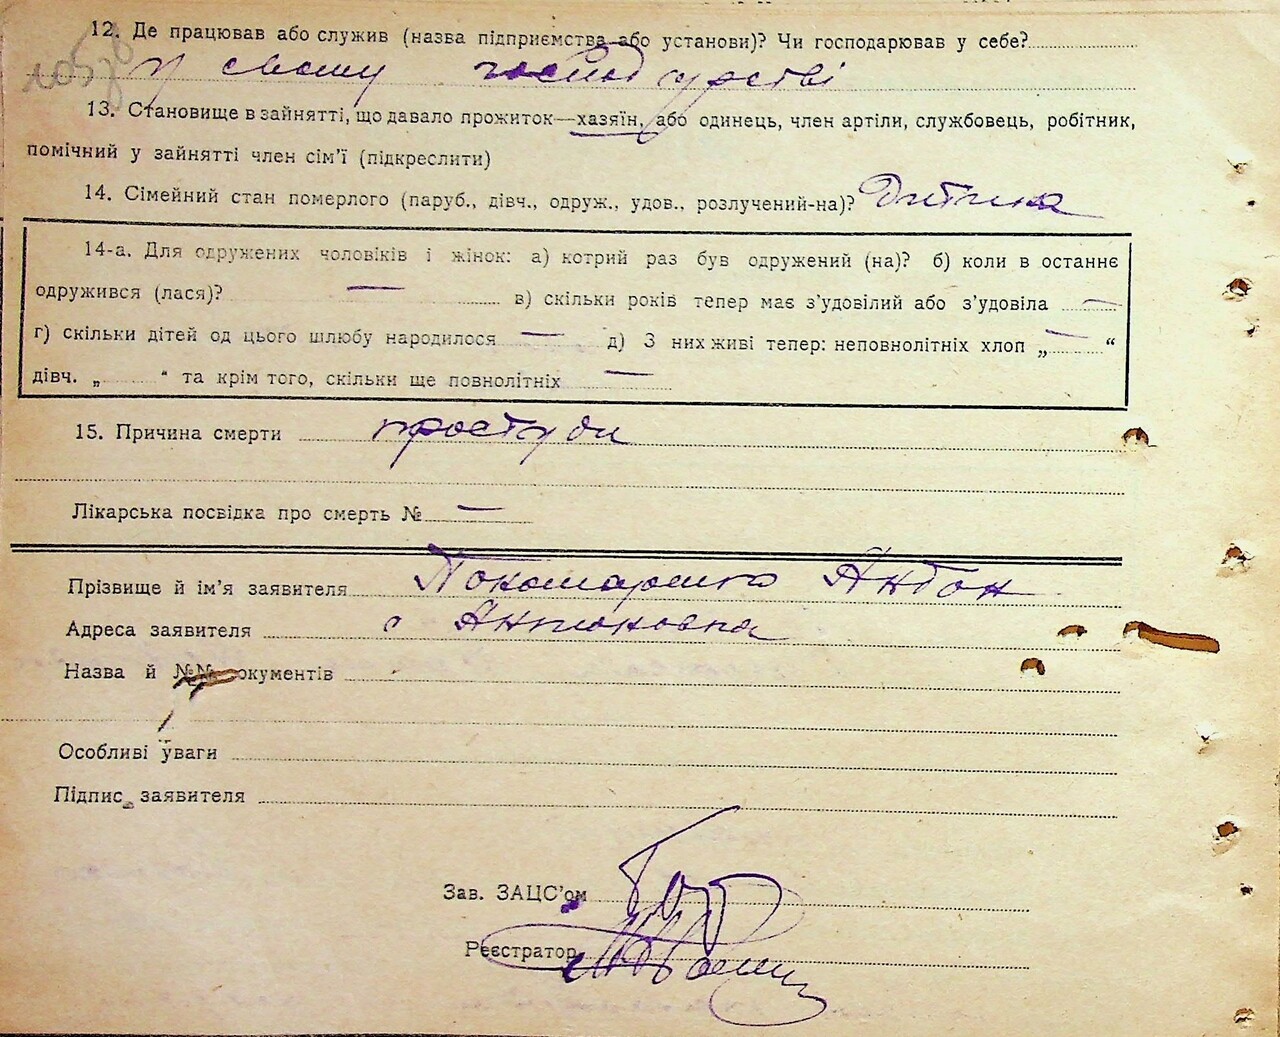 12. Де працював або служив (назва підприємства або установи)? Чи господарював у себе?
у своему господурстві
13. Становище в зайнятті, що давало прожиток—хазяїн, або одинець, член артіли, службовець, робітник,
помічний у зайнятті член сім'ї (підкреслити)
14. Сімейний стан померлого (паруб., дівч., одруж., удов., розлучений-на)? Дитина
14-а. Для одружених чоловіків і жінок: а) котрий раз був одружений (на)? б) коли в останнє
одружився (лася)? — в) скільки років тепер має з'удовілий або з'удовіла —
г) скільки дітей од цього шлюбу народилося — д) З них живі тепер: неповнолітніх хлоп „ — “
дівч. „ “ та крім того, скільки ще повнолітніх —
15. Причина смерти простуди
Лікарська посвідка про смерть № —
Прізвище й ім'я заявителя Пономаренко Антон
Адреса заявителя с Антоновка
Назва й №№ документів
Особливі уваги
Підпис заявителя
Зав. ЗАЦС'ом
Реєстратор